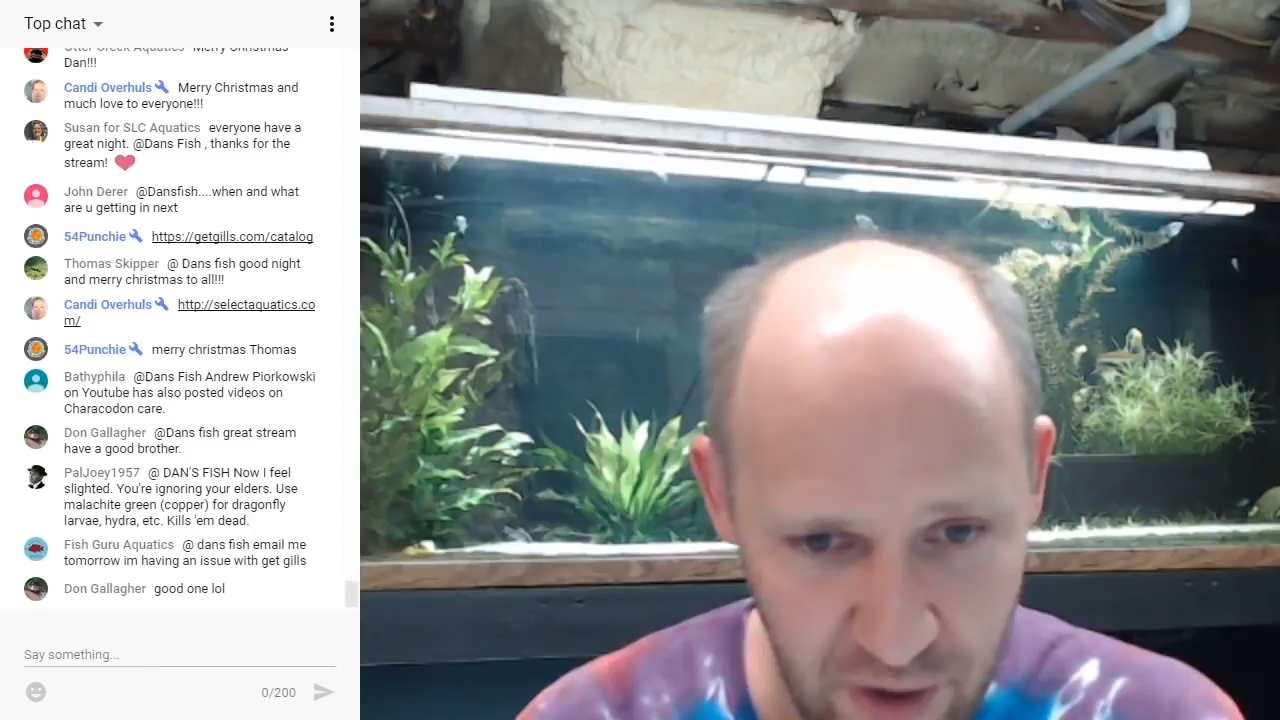 Top chat
Otter Creek Aquatics Merry Christmas
Dan!!!
Candi Overhuls Merry Christmas and
much love to everyone!!!
Susan for SLC Aquatics everyone have a
great night. @Dans Fish , thanks for the
stream!
John Derer @Dansfish....when and what
are u getting in next
54Punchie https://getgills.com/catalog
Thomas Skipper @ Dans fish good night
and merry christmas to all!!!
Candi Overhuls http://selectaquatics.co
m/
54Punchie merry christmas Thomas
Bathyphila @Dans Fish Andrew Piorkowski
on Youtube has also posted videos on
Characodon care.
Don Gallagher @Dans fish great stream
have a good brother.
PalJoey1957 @ DAN'S FISH Now I feel
slighted. You're ignoring your elders. Use
malachite green (copper) for dragonfly
larvae, hydra, etc. Kills 'em dead.
Fish Guru Aquatics @ dans fish email me
tomorrow im having an issue with get gills
Don Gallagher good one lol
Say something...
0/200